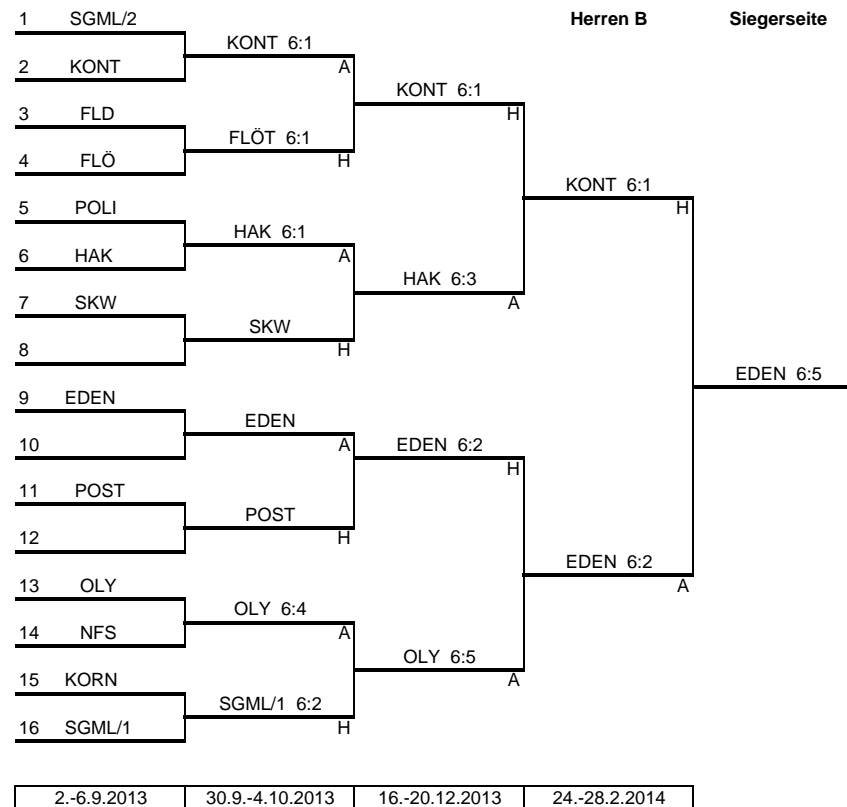 Herren B Siegerseite
1 SGML/2
KONT 6:1
2 KONT A
KONT 6:1
3 FLD H
FLÖT 6:1
4 FLÖ H
KONT 6:1
5 POLI H
HAK 6:1
6 HAK A
HAK 6:3
7 SKW A
SKW
8 H
EDEN 6:5
9 EDEN
EDEN
10 A EDEN 6:2
H
11 POST
POST
12 H
EDEN 6:2
13 OLY A
OLY 6:4
14 NFS A
OLY 6:5
15 KORN A
SGML/1 6:2
16 SGML/1 H
2.-6.9.2013 30.9.-4.10.2013 16.-20.12.2013 24.-28.2.2014